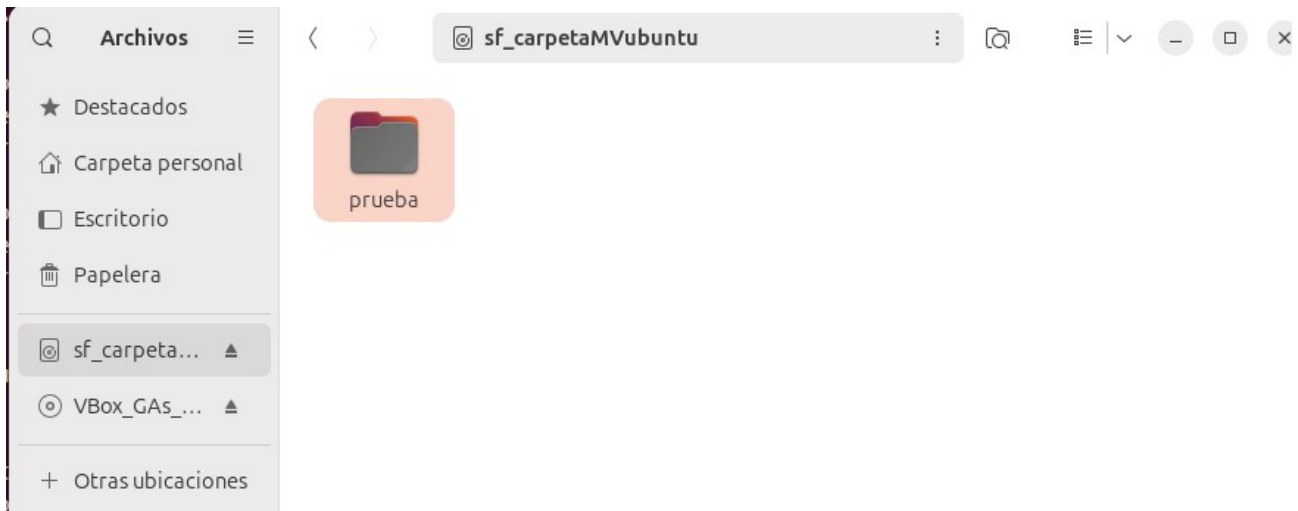 Archivos
sf_carpetaMVubuntu
Destacados
Carpeta personal
Escritorio
Papelera
sf_carpeta...
VBox_GAs_...
Otras ubicaciones
prueba